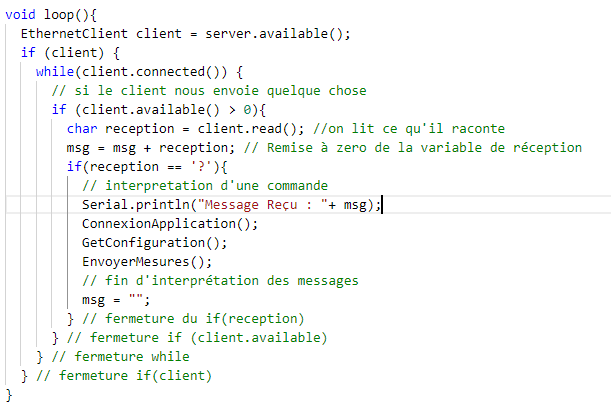 void loop(){
  EthernetClient client = server.available();
  if (client) {
    while(client.connected()) {
      // si le client nous envoie quelque chose
      if (client.available() > 0){
        char reception = client.read(); //on lit ce qu'il raconte
        msg = msg + reception; // Remise à zero de la variable de réception
        if(reception == '?'){
          // interpretation d'une commande
          Serial.println("Message Reçu : "+ msg);
          ConnexionApplication();
          GetConfiguration();
          EnvoyerMesures();
          // fin d'interprétation des messages
          msg = "";
        } // fermeture du if(reception)
      } // fermeture if (client.available)
    } // fermeture while
  } // fermeture if(client)
}